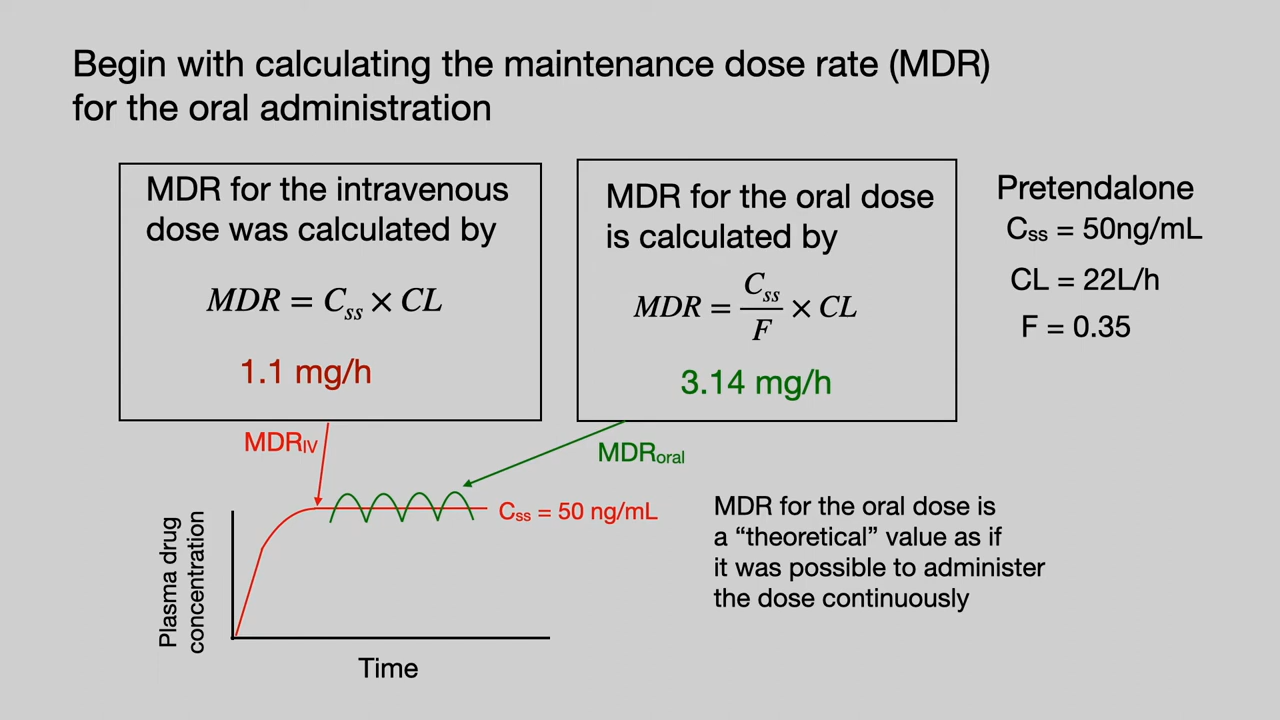 Begin with calculating the maintenance dose rate (MDR)
for the oral administration
MDR for the intravenous
dose was calculated by
MDR = Css × CL
1.1 mg/h
MDR for the oral dose
is calculated by
MDR = Css/F × CL
3.14 mg/h
Pretendalone
Css = 50ng/mL
CL = 22L/h
F = 0.35
MDRIV
MDRoral
Css = 50 ng/mL
Plasma drug
concentration
Time
MDR for the oral dose is
a “theoretical” value as if
it was possible to administer
the dose continuously